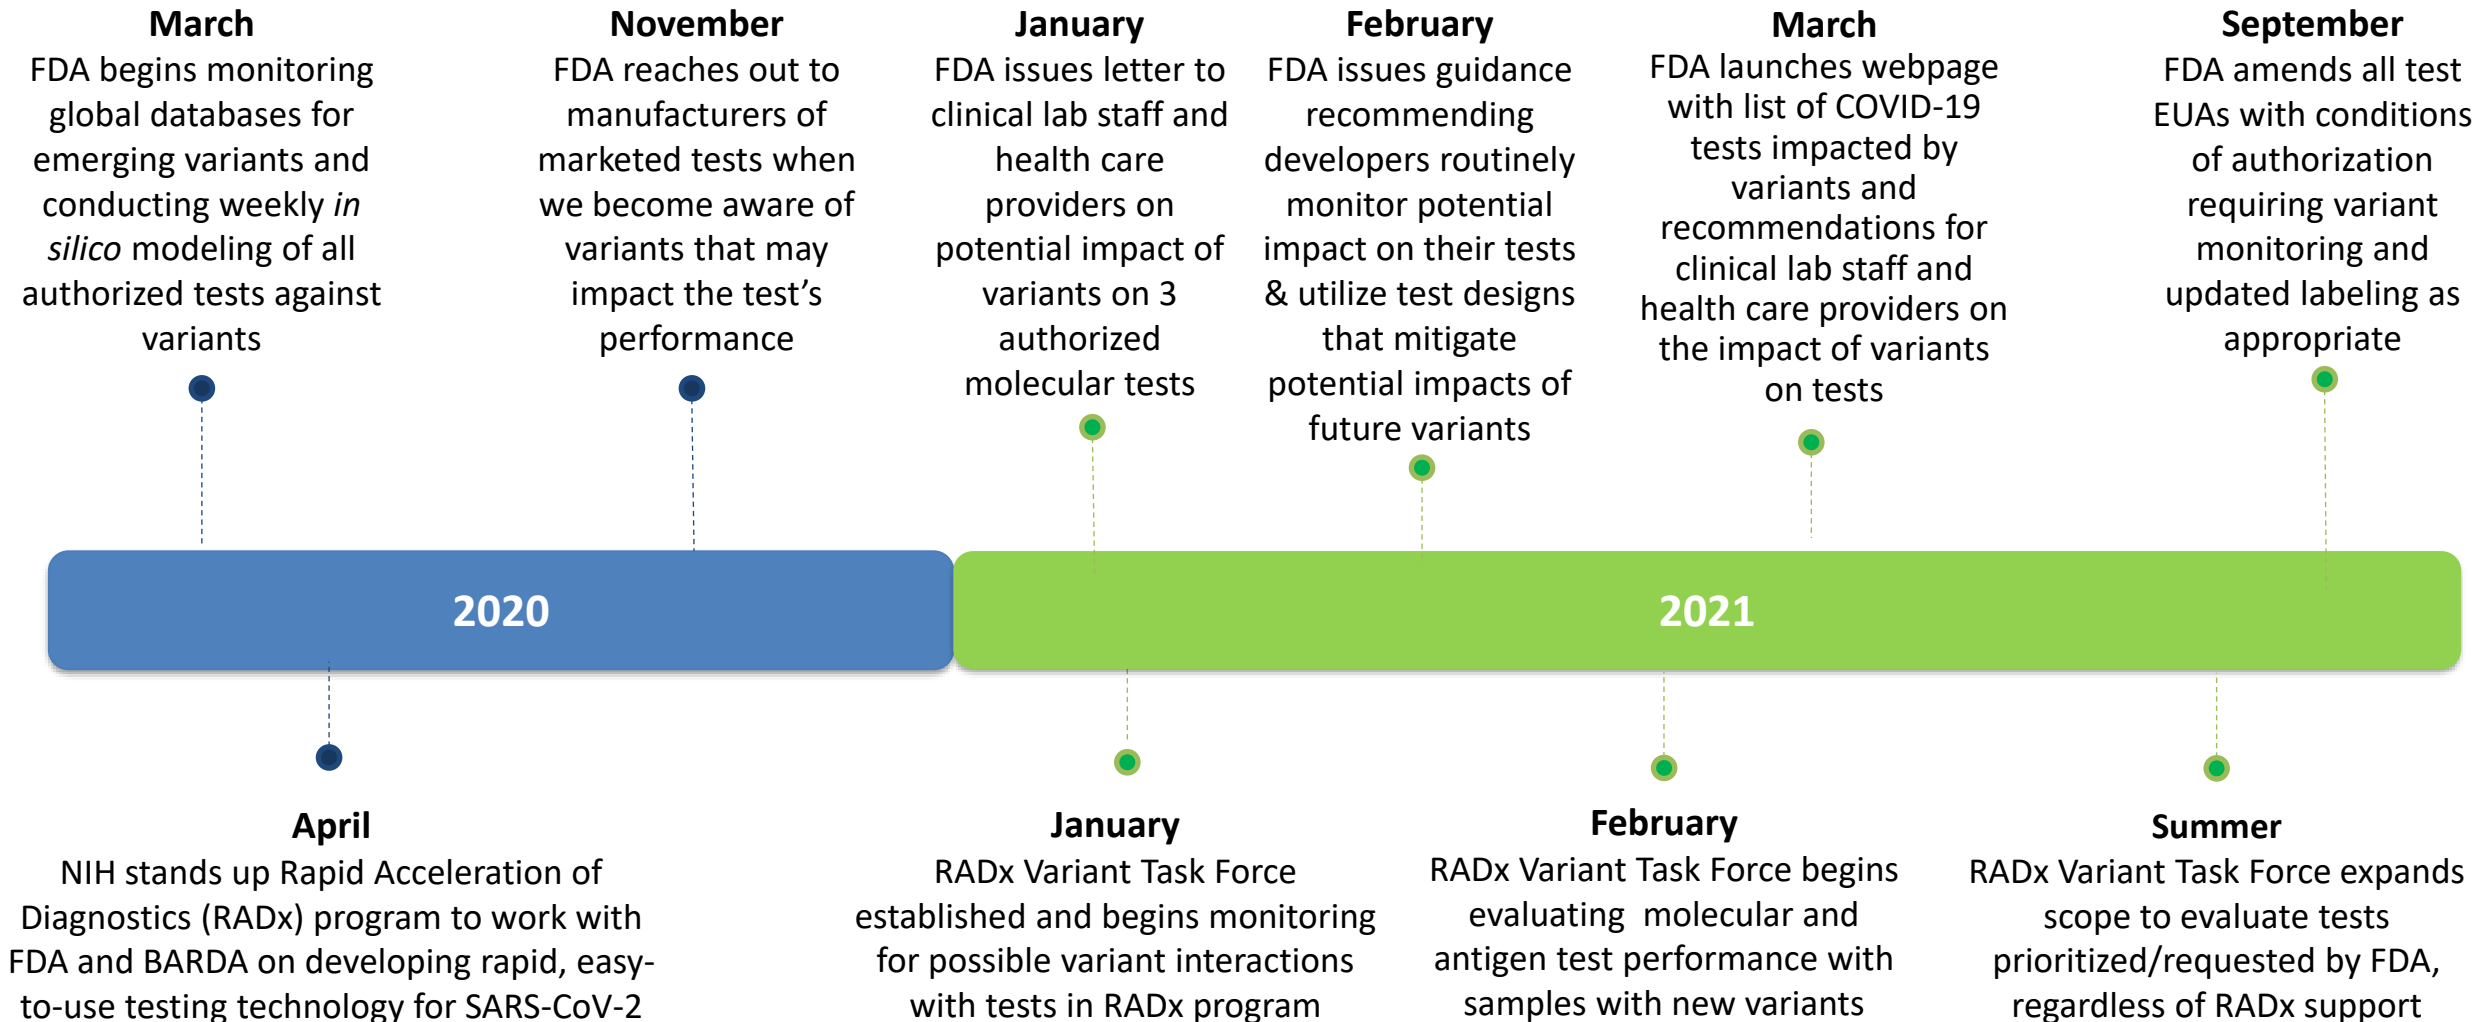 March
FDA begins monitoring
global databases for
emerging variants and
conducting weekly in
silico modeling of all
authorized tests against
variants
November
FDA reaches out to
manufacturers of
marketed tests when
we become aware of
variants that may
impact the test’s
performance
January
FDA issues letter to
clinical lab staff and
health care
providers on
potential impact of
variants on 3
authorized
molecular tests
February
FDA issues guidance
recommending
developers routinely
monitor potential
impact on their tests
& utilize test designs
that mitigate
potential impacts of
future variants
March
FDA launches webpage
with list of COVID-19
tests impacted by
variants and
recommendations for
clinical lab staff and
health care providers on
the impact of variants
on tests
September
FDA amends all test
EUAs with conditions
of authorization
requiring variant
monitoring and
updated labeling as
appropriate
2020
2021
April
NIH stands up Rapid Acceleration of
Diagnostics (RADx) program to work with
FDA and BARDA on developing rapid, easy-
to-use testing technology for SARS-CoV-2
January
RADx Variant Task Force
established and begins monitoring
for possible variant interactions
with tests in RADx program
February
RADx Variant Task Force begins
evaluating molecular and
antigen test performance with
samples with new variants
Summer
RADx Variant Task Force expands
scope to evaluate tests
prioritized/requested by FDA,
regardless of RADx support